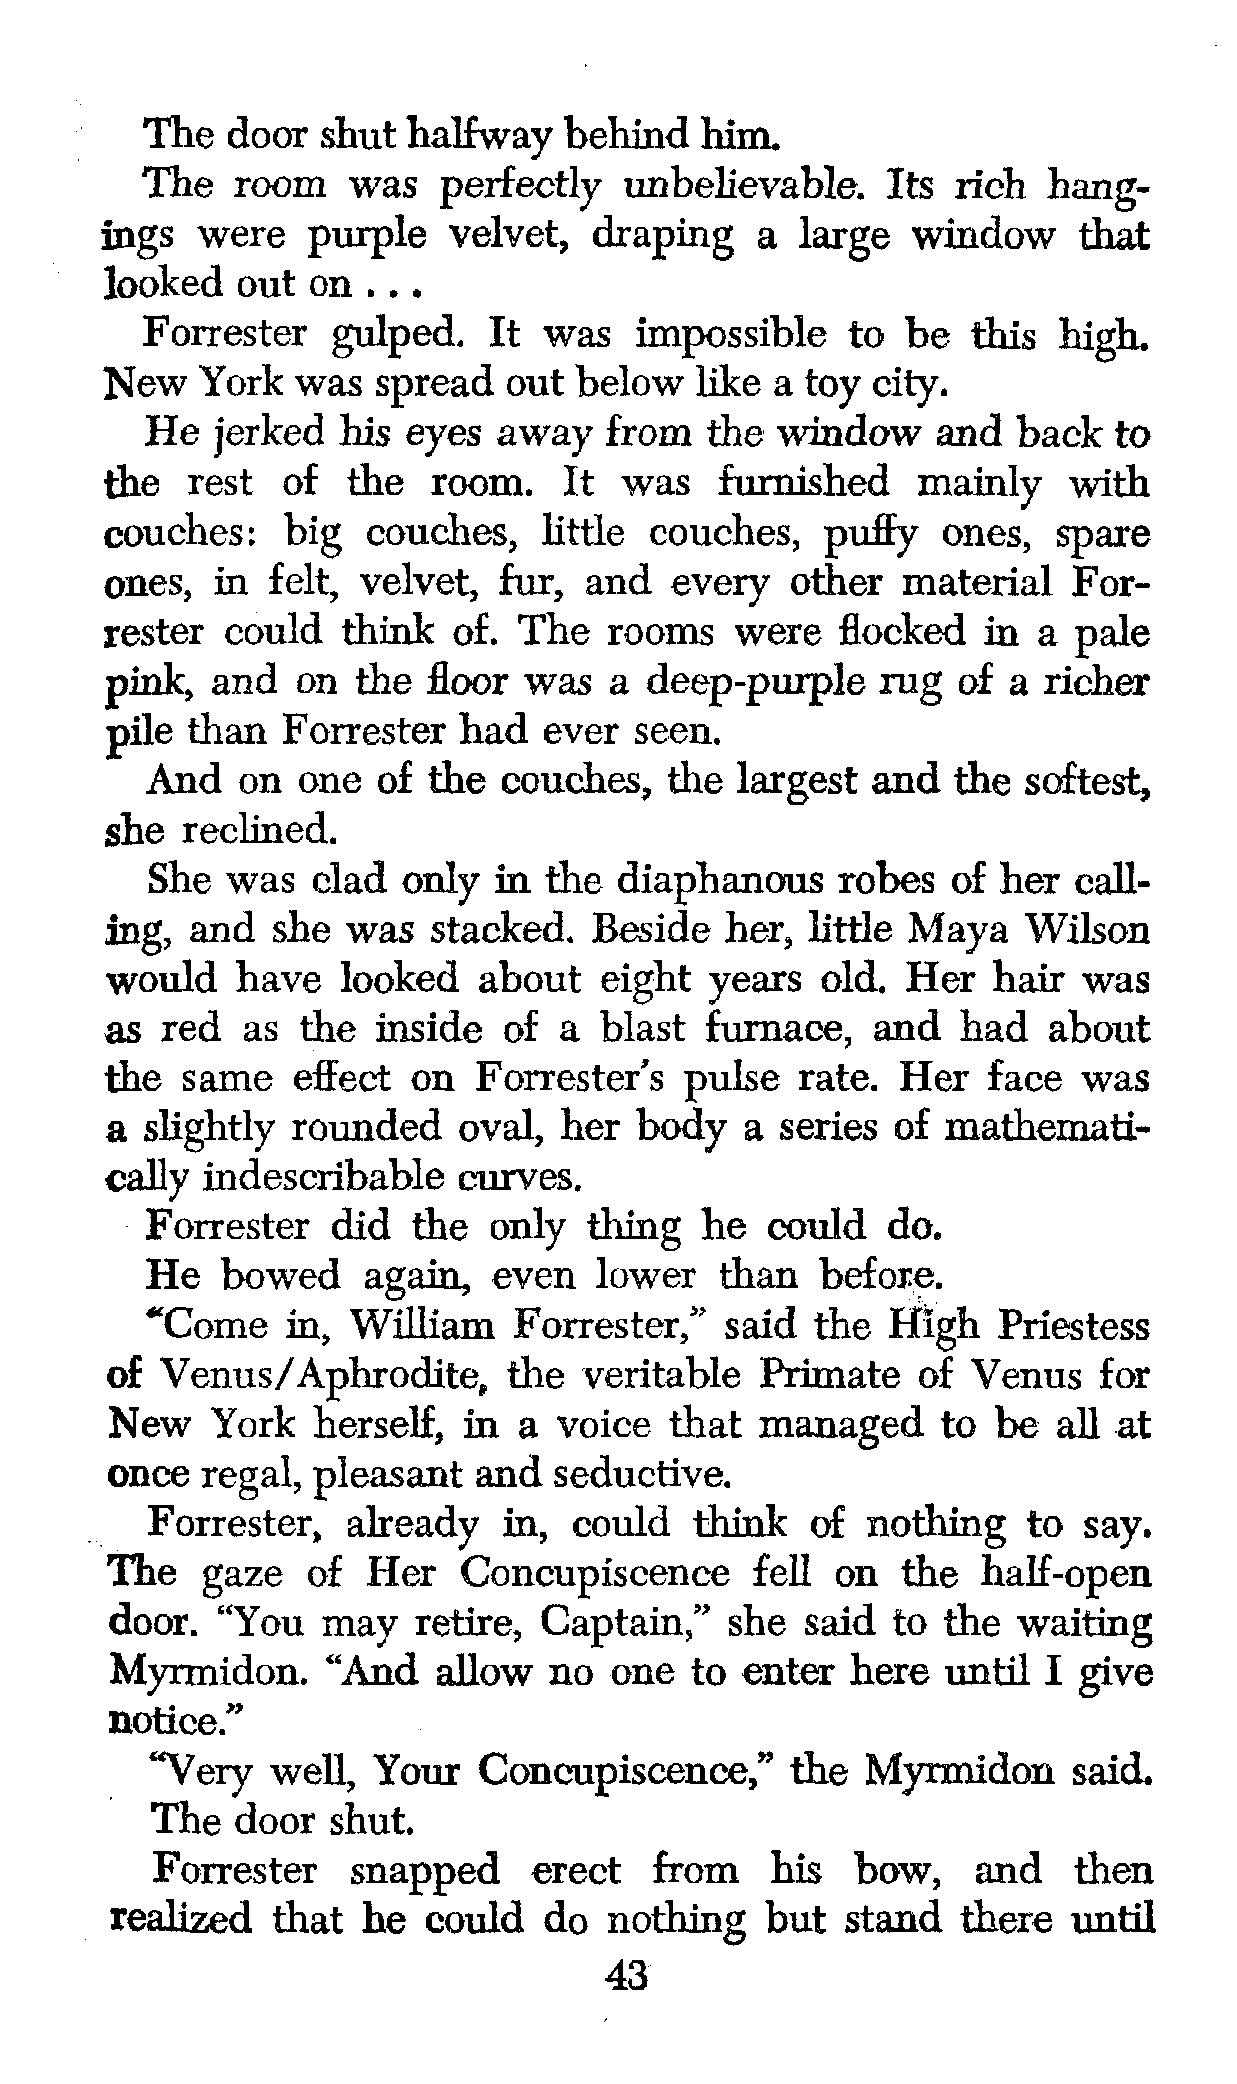 The door shut halfway behind him.
The room was perfectly unbelievable. Its rich hang-
ings were purple velvet, draping a large window that
looked out on . . .
Forrester gulped. It was impossible to be this high.
New York was spread out below like a toy city.
He jerked his eyes away from the window and back to
the rest of the room. It was furnished mainly with
couches: big couches, little couches, puffy ones, spare
ones, in felt, velvet, fur, and every other material For-
rester could think of. The rooms were flocked in a pale
pink, and on the floor was a deep-purple rug of a richer
pile than Forrester had ever seen.
And on one of the couches, the largest and the softest,
she reclined.
She was clad only in the diaphanous robes of her call-
ing, and she was stacked. Beside her, little Maya Wilson
would have looked about eight years old. Her hair was
as red as the inside of a blast furnace, and had about
the same effect on Forrester's pulse rate. Her face was
a slightly rounded oval, her body a series of mathemati-
cally indescribable curves.
Forrester did the only thing he could do.
He bowed again, even lower than before.
"Come in, William Forrester," said the High Priestess
of Venus/Aphrodite, the veritable Primate of Venus for
New York herself, in a voice that managed to be all at
once regal, pleasant and seductive.
Forrester, already in, could think of nothing to say.
The gaze of Her Concupiscence fell on the half-open
door. "You may retire, Captain," she said to the waiting
Myrmidon. "And allow no one to enter here until I give
notice."
"Very well, Your Concupiscence," the Myrmidon said.
The door shut.
Forrester snapped erect from his bow, and then
realized that he could do nothing but stand there until
43